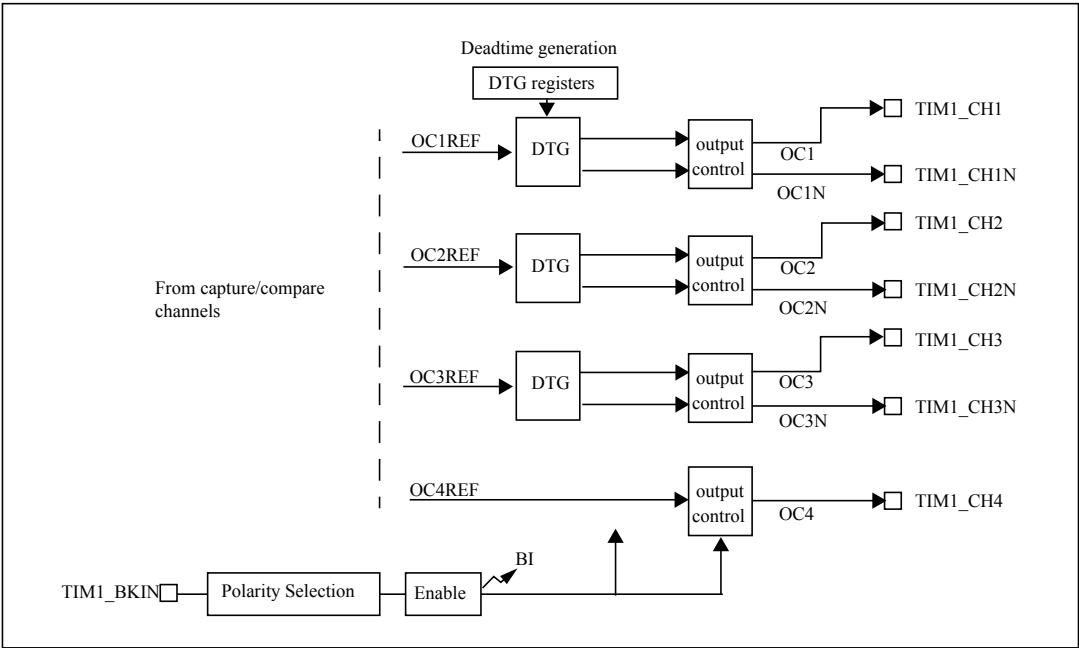 Deadtime generation
DTG registers
OC1REF
DTG
output
control
OC1
OC1N
TIM1_CH1
TIM1_CH1N
OC2REF
DTG
output
control
OC2
OC2N
TIM1_CH2
TIM1_CH2N
From capture/compare
channels
OC3REF
DTG
output
control
OC3
OC3N
TIM1_CH3
TIM1_CH3N
OC4REF
output
control
OC4
TIM1_CH4
TIM1_BKIN
Polarity Selection
Enable
BI